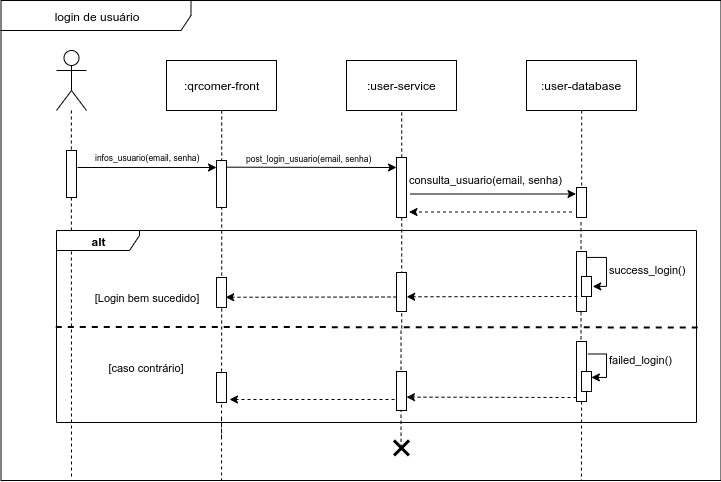 login de usuário
:qrcomer-front
:user-service
:user-database
infos_usuario(email, senha)
post_login_usuario(email, senha)
consulta_usuario(email, senha)
alt
success_login()
[Login bem sucedido]
failed_login()
[caso contrário]